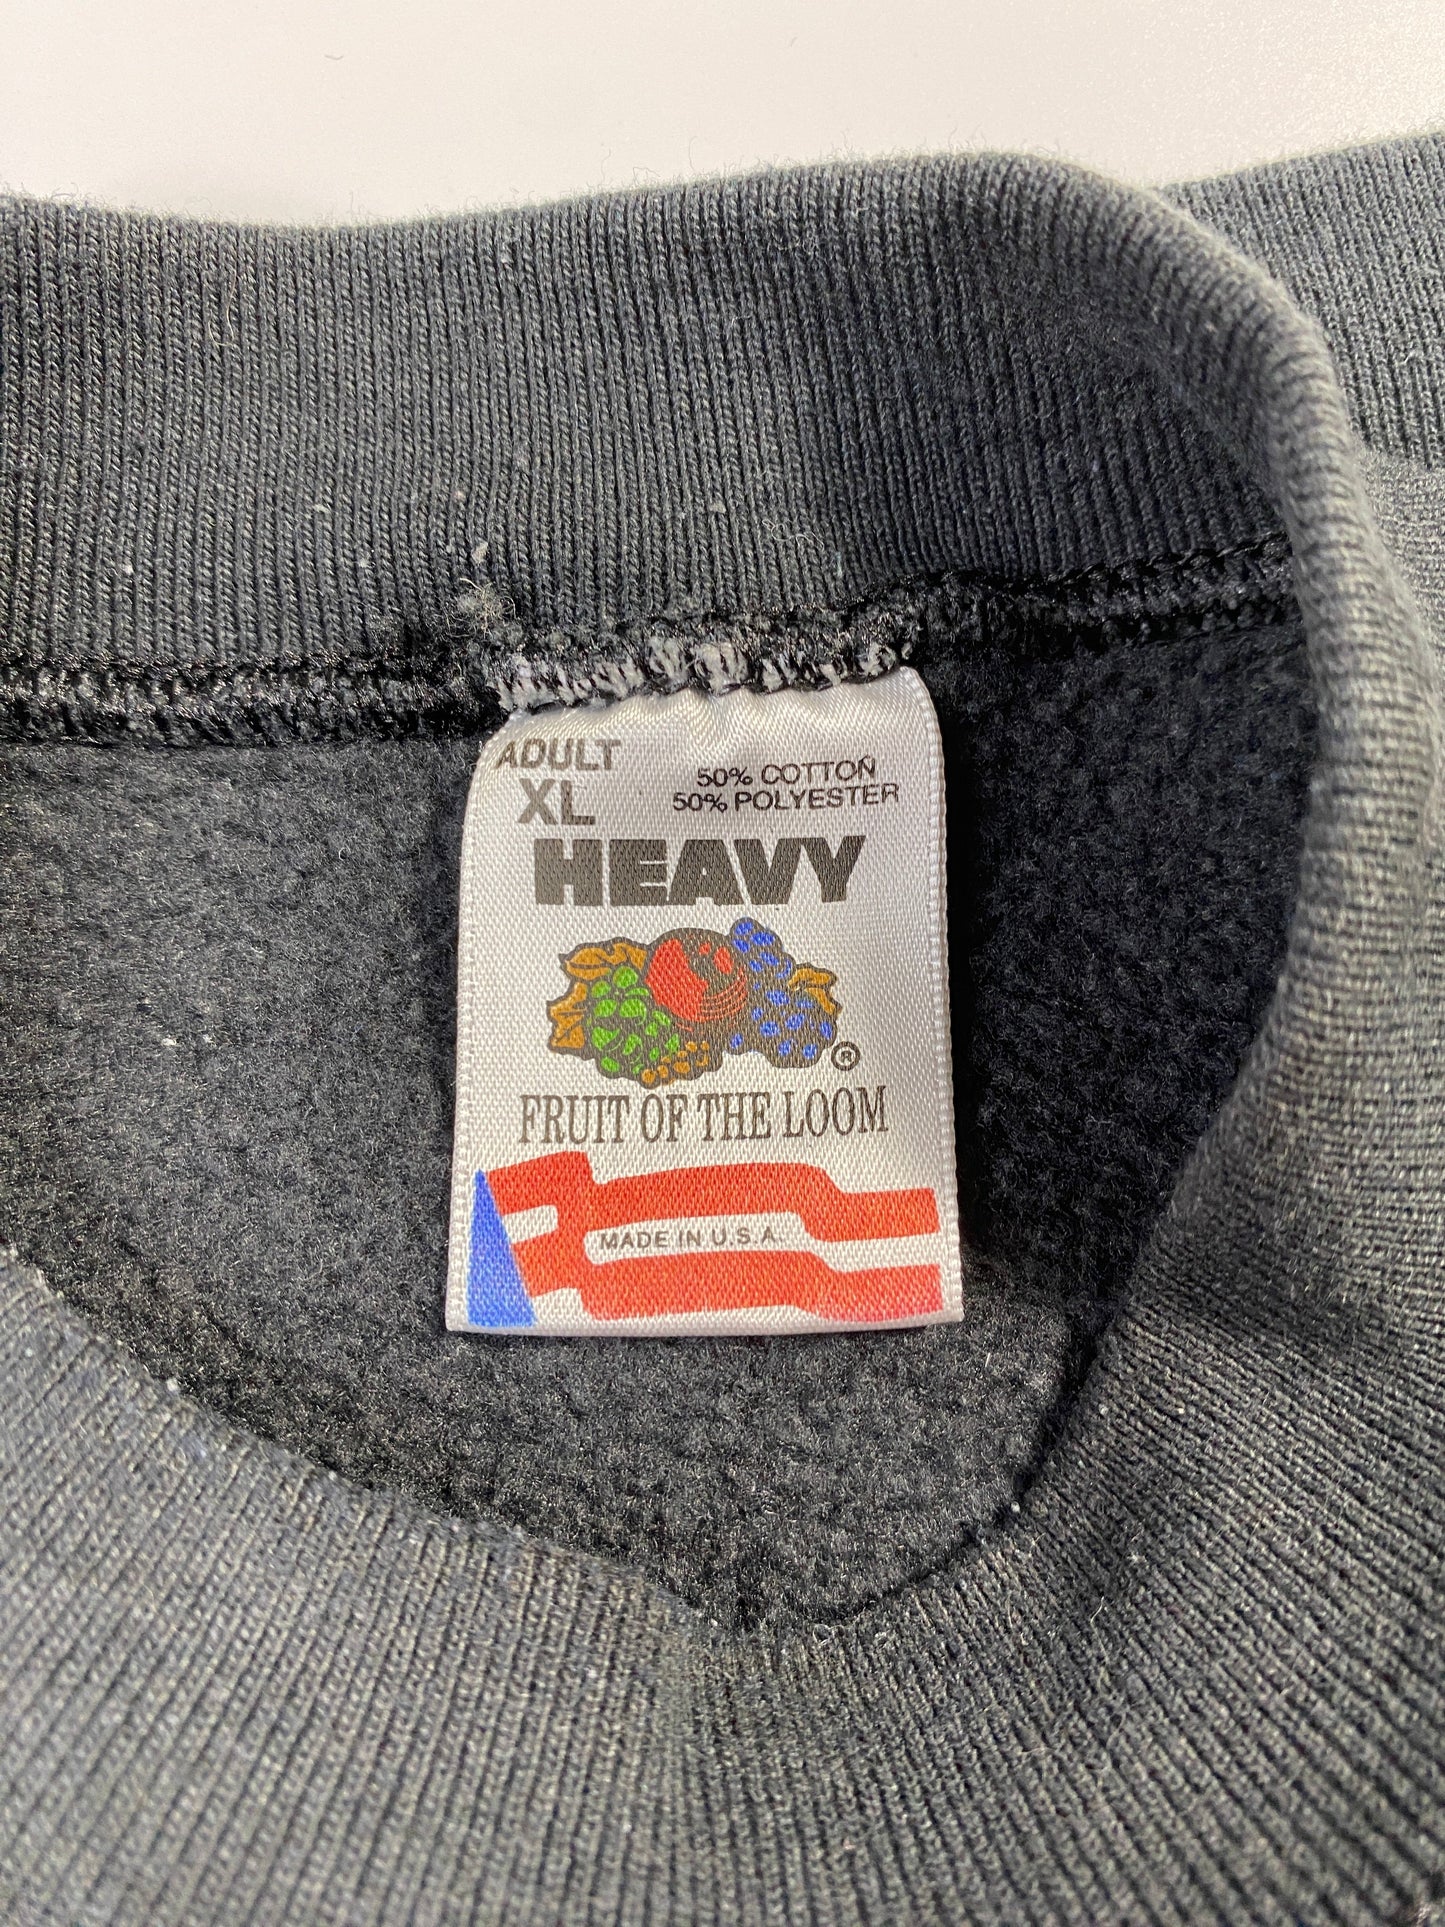 ADULT
XL
50% COTTON
50% POLYESTER
HEAVY
®
FRUIT OF THE LOOM
MADE IN U.S.A.